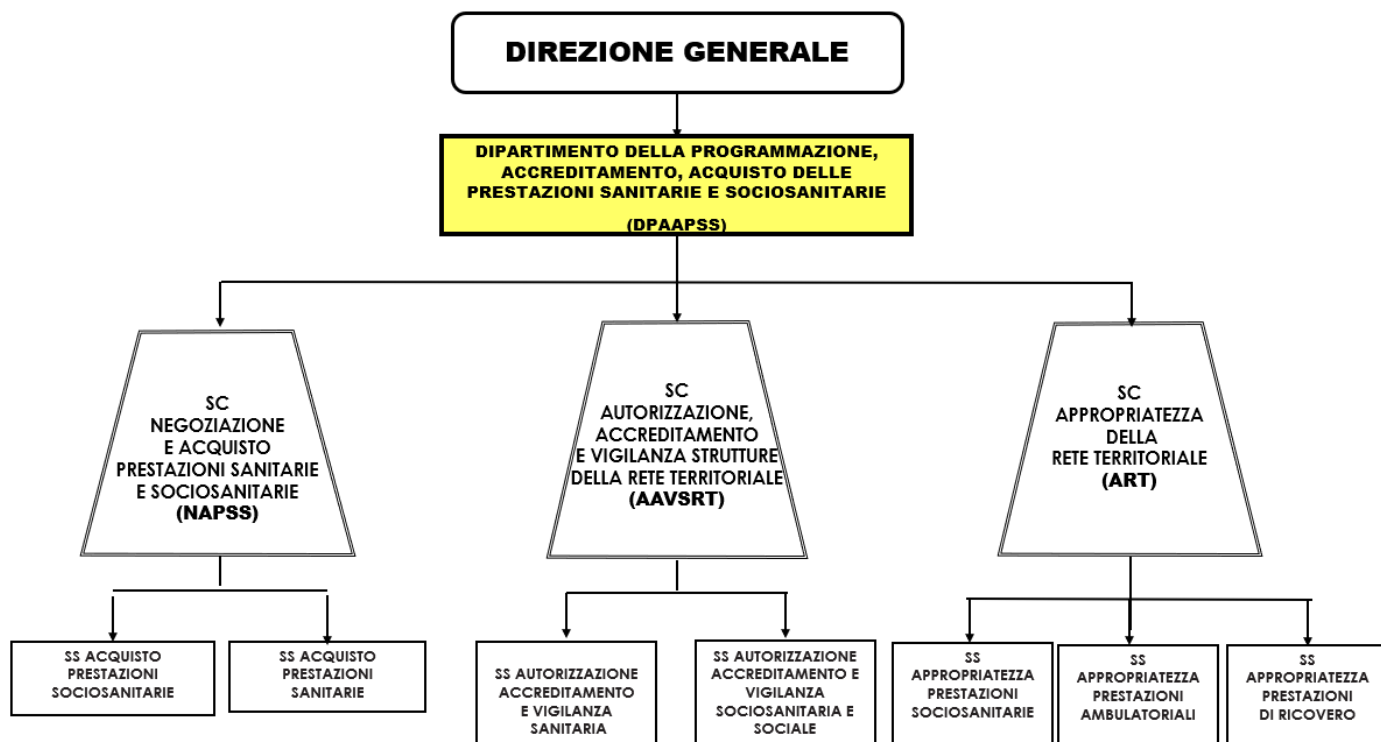 DIREZIONE GENERALE
DIPARTIMENTO DELLA PROGRAMMAZIONE,
ACCREDITAMENTO, ACQUISTO DELLE
PRESTAZIONI SANITARIE E SOCIOSANITARIE
(DPAAPSS)
SC
NEGOZIAZIONE
E ACQUISTO
PRESTAZIONI SANITARIE
E SOCIOSANITARIE
(NAPSS)
SC
AUTORIZZAZIONE,
ACCREDITAMENTO
E VIGILANZA STRUTTURE
DELLA RETE TERRITORIALE
(AAVSRT)
SC
APPROPRIATEZZA
DELLA
RETE TERRITORIALE
(ART)
SS ACQUISTO
PRESTAZIONI
SOCIOSANITARIE
SS ACQUISTO
PRESTAZIONI
SANITARIE
SS AUTORIZZAZIONE
ACCREDITAMENTO
E VIGILANZA
SANITARIA
SS AUTORIZZAZIONE
ACCREDITAMENTO E
VIGILANZA
SOCIOSANITARIA E
SOCIALE
SS
APPROPRIATEZZA
PRESTAZIONI
SOCIOSANITARIE
SS
APPROPRIATEZZA
PRESTAZIONI
AMBULATORIALI
SS
APPROPRIATEZZA
PRESTAZIONI
DI RICOVERO